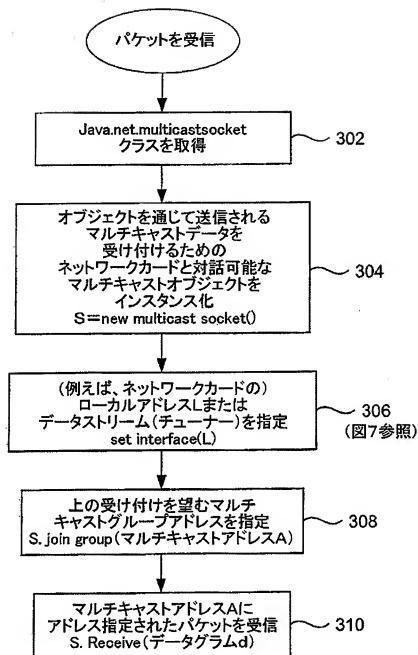 パケットを受信
Java.net.multicastsocket
クラスを取得
302
オブジェクトを通じて送信される
マルチキャストデータを
受け付けるための
ネットワークカードと対話可能な
マルチキャストオブジェクトを
インスタンス化
S＝new multicast socket()
304
(例えば、ネットワークカードの)
ローカルアドレスLまたは
データストリーム(チューナー)を指定
set interface(L)
306
(図7参照)
上の受け付けを望むマルチ
キャストグループアドレスを指定
S. join group(マルチキャストアドレスA)
308
マルチキャストアドレスAに
アドレス指定されたパケットを受信
S. Receive(データグラムd)
310